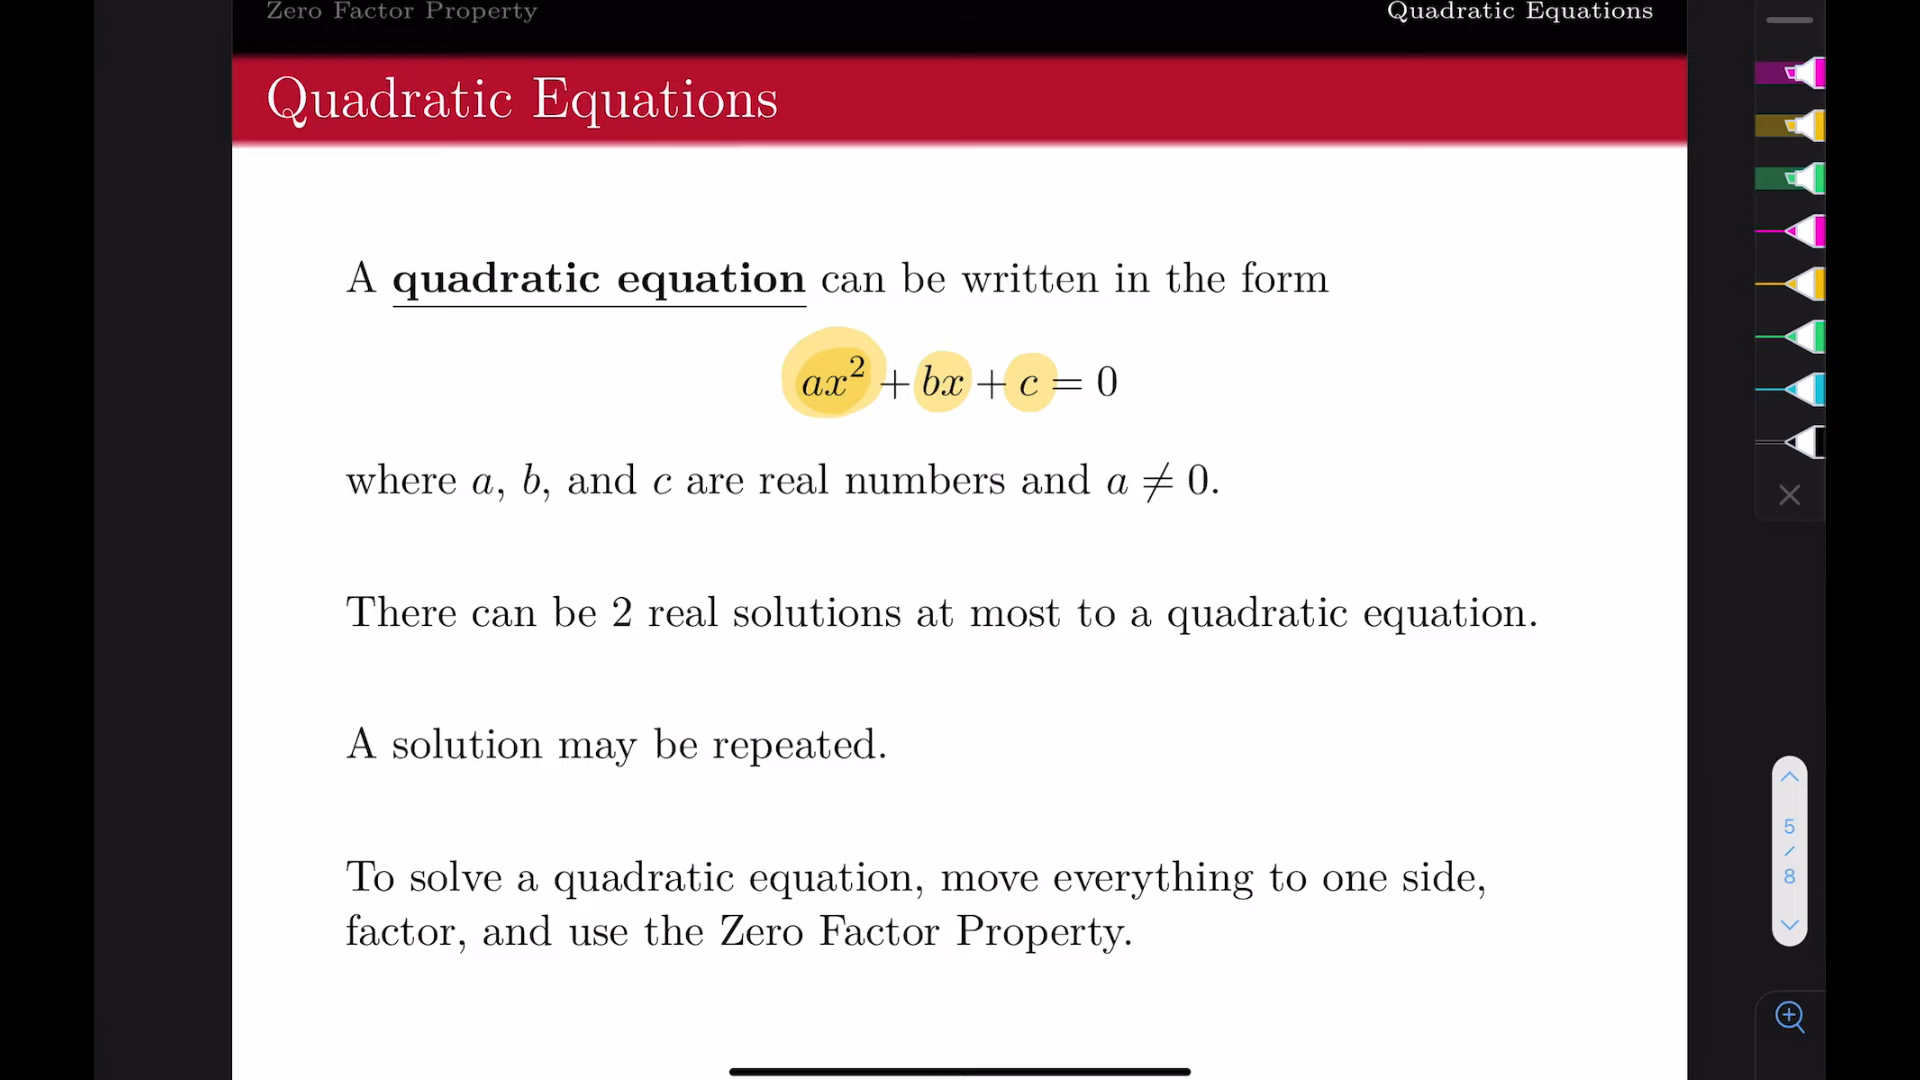 Zero Factor Property
Quadratic Equations
Quadratic Equations
A quadratic equation can be written in the form
ax² + bx + c = 0
where a, b, and c are real numbers and a ≠ 0.
There can be 2 real solutions at most to a quadratic equation.
A solution may be repeated.
To solve a quadratic equation, move everything to one side,
factor, and use the Zero Factor Property.
5
/
8